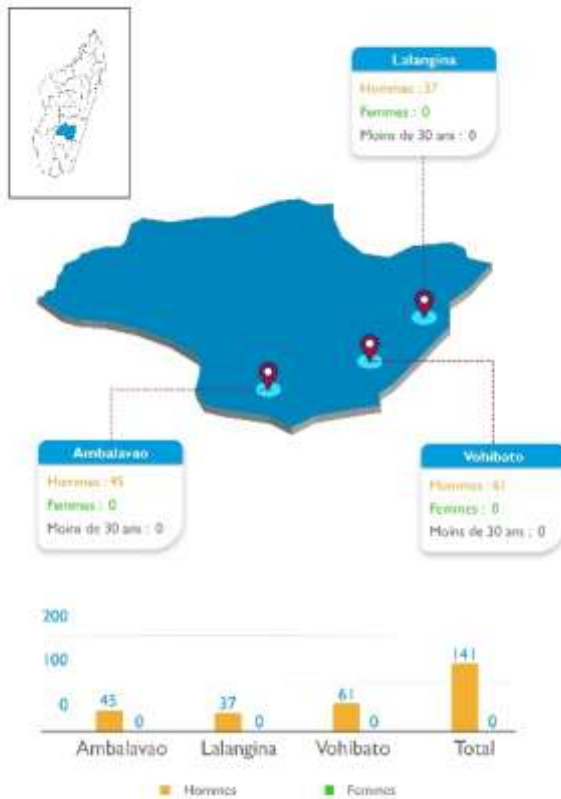 Lalangina
Hommes : 37
Femmes : 0
Moins de 30 ans : 0
Ambalavao
Hommes : 45
Femmes : 0
Moins de 30 ans : 0
Vohibato
Hommes : 61
Femmes : 0
Moins de 30 ans : 0
200
100
0
45
0
37
0
61
0
141
0
Ambalavao
Lalangina
Vohibato
Total
Hommes
Femmes